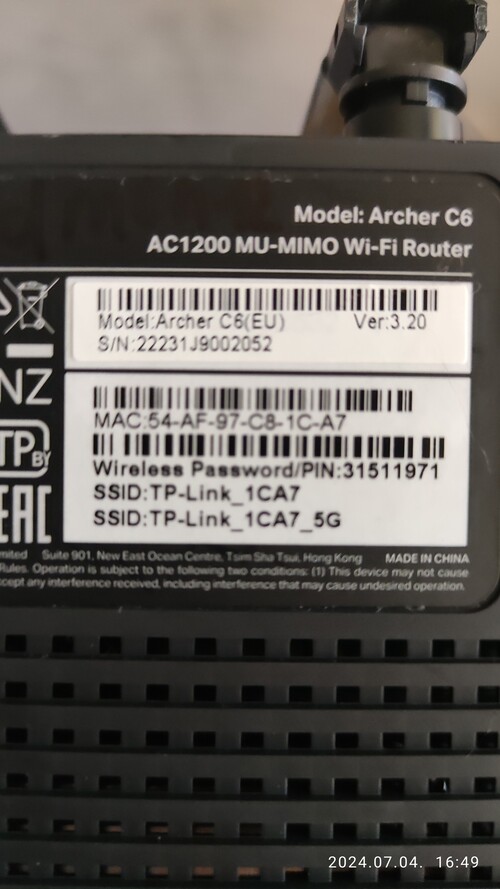 Model: Archer C6
AC1200 MU-MIMO Wi-Fi Router
Model:Archer C6(EU) Ver:3.20
S/N:22231J9002052
NZ
MAC:54-AF-97-C8-1C-A7
TP BY
Wireless Password/PIN:31511971
SSID:TP-Link_1CA7
EAC
SSID:TP-Link_1CA7_5G
Suite 901, New East Ocean Centre, Tsim Sha Tsui, Hong Kong MADE IN CHINA
Rules. Operation is subject to the following two conditions: (1) This device may not cause
any interference received, including interference that may cause undesired operation.
2024.07.04. 16:49